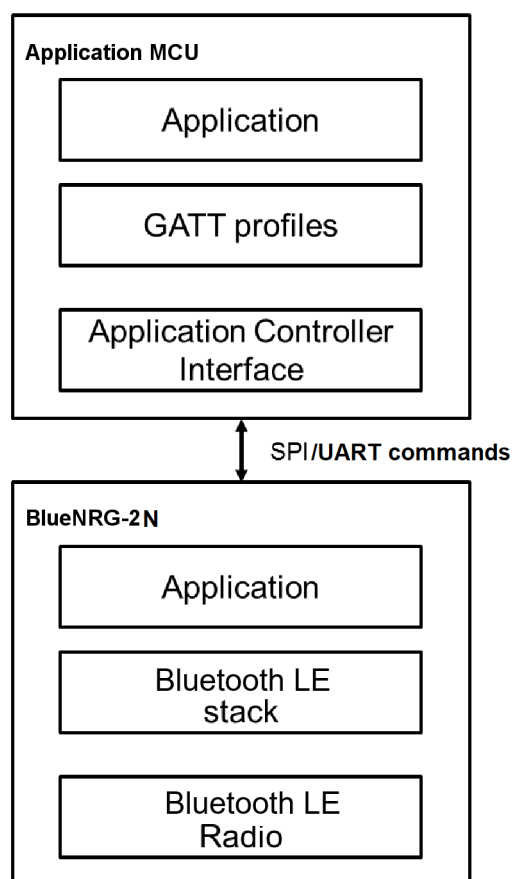 Application MCU
Application
GATT profiles
Application Controller
Interface
SPI/UART commands
BlueNRG-2N
Application
Bluetooth LE
stack
Bluetooth LE
Radio